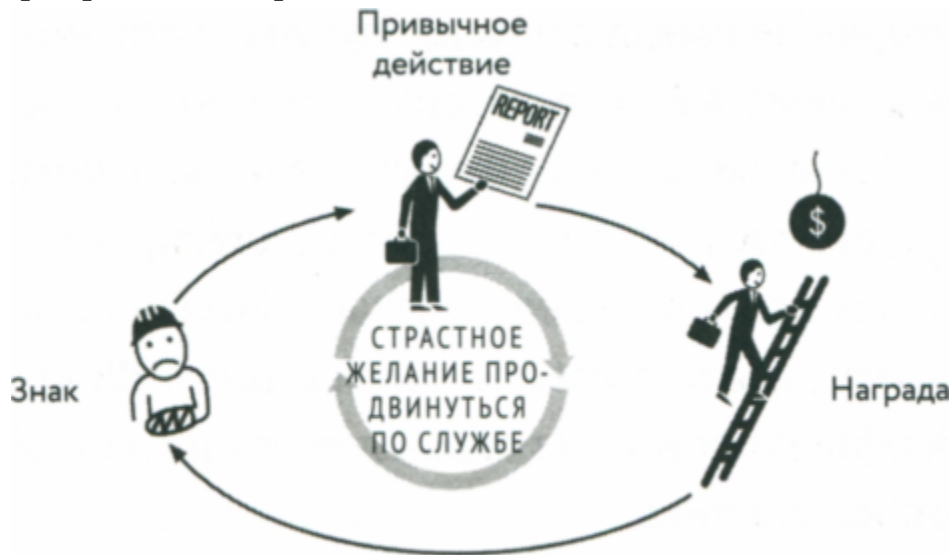 Привычное
действие
REPORT
$
СТРАСТНОЕ
ЖЕЛАНИЕ ПРО-
ДВИНУТЬСЯ
ПО СЛУЖБЕ
Знак
Награда